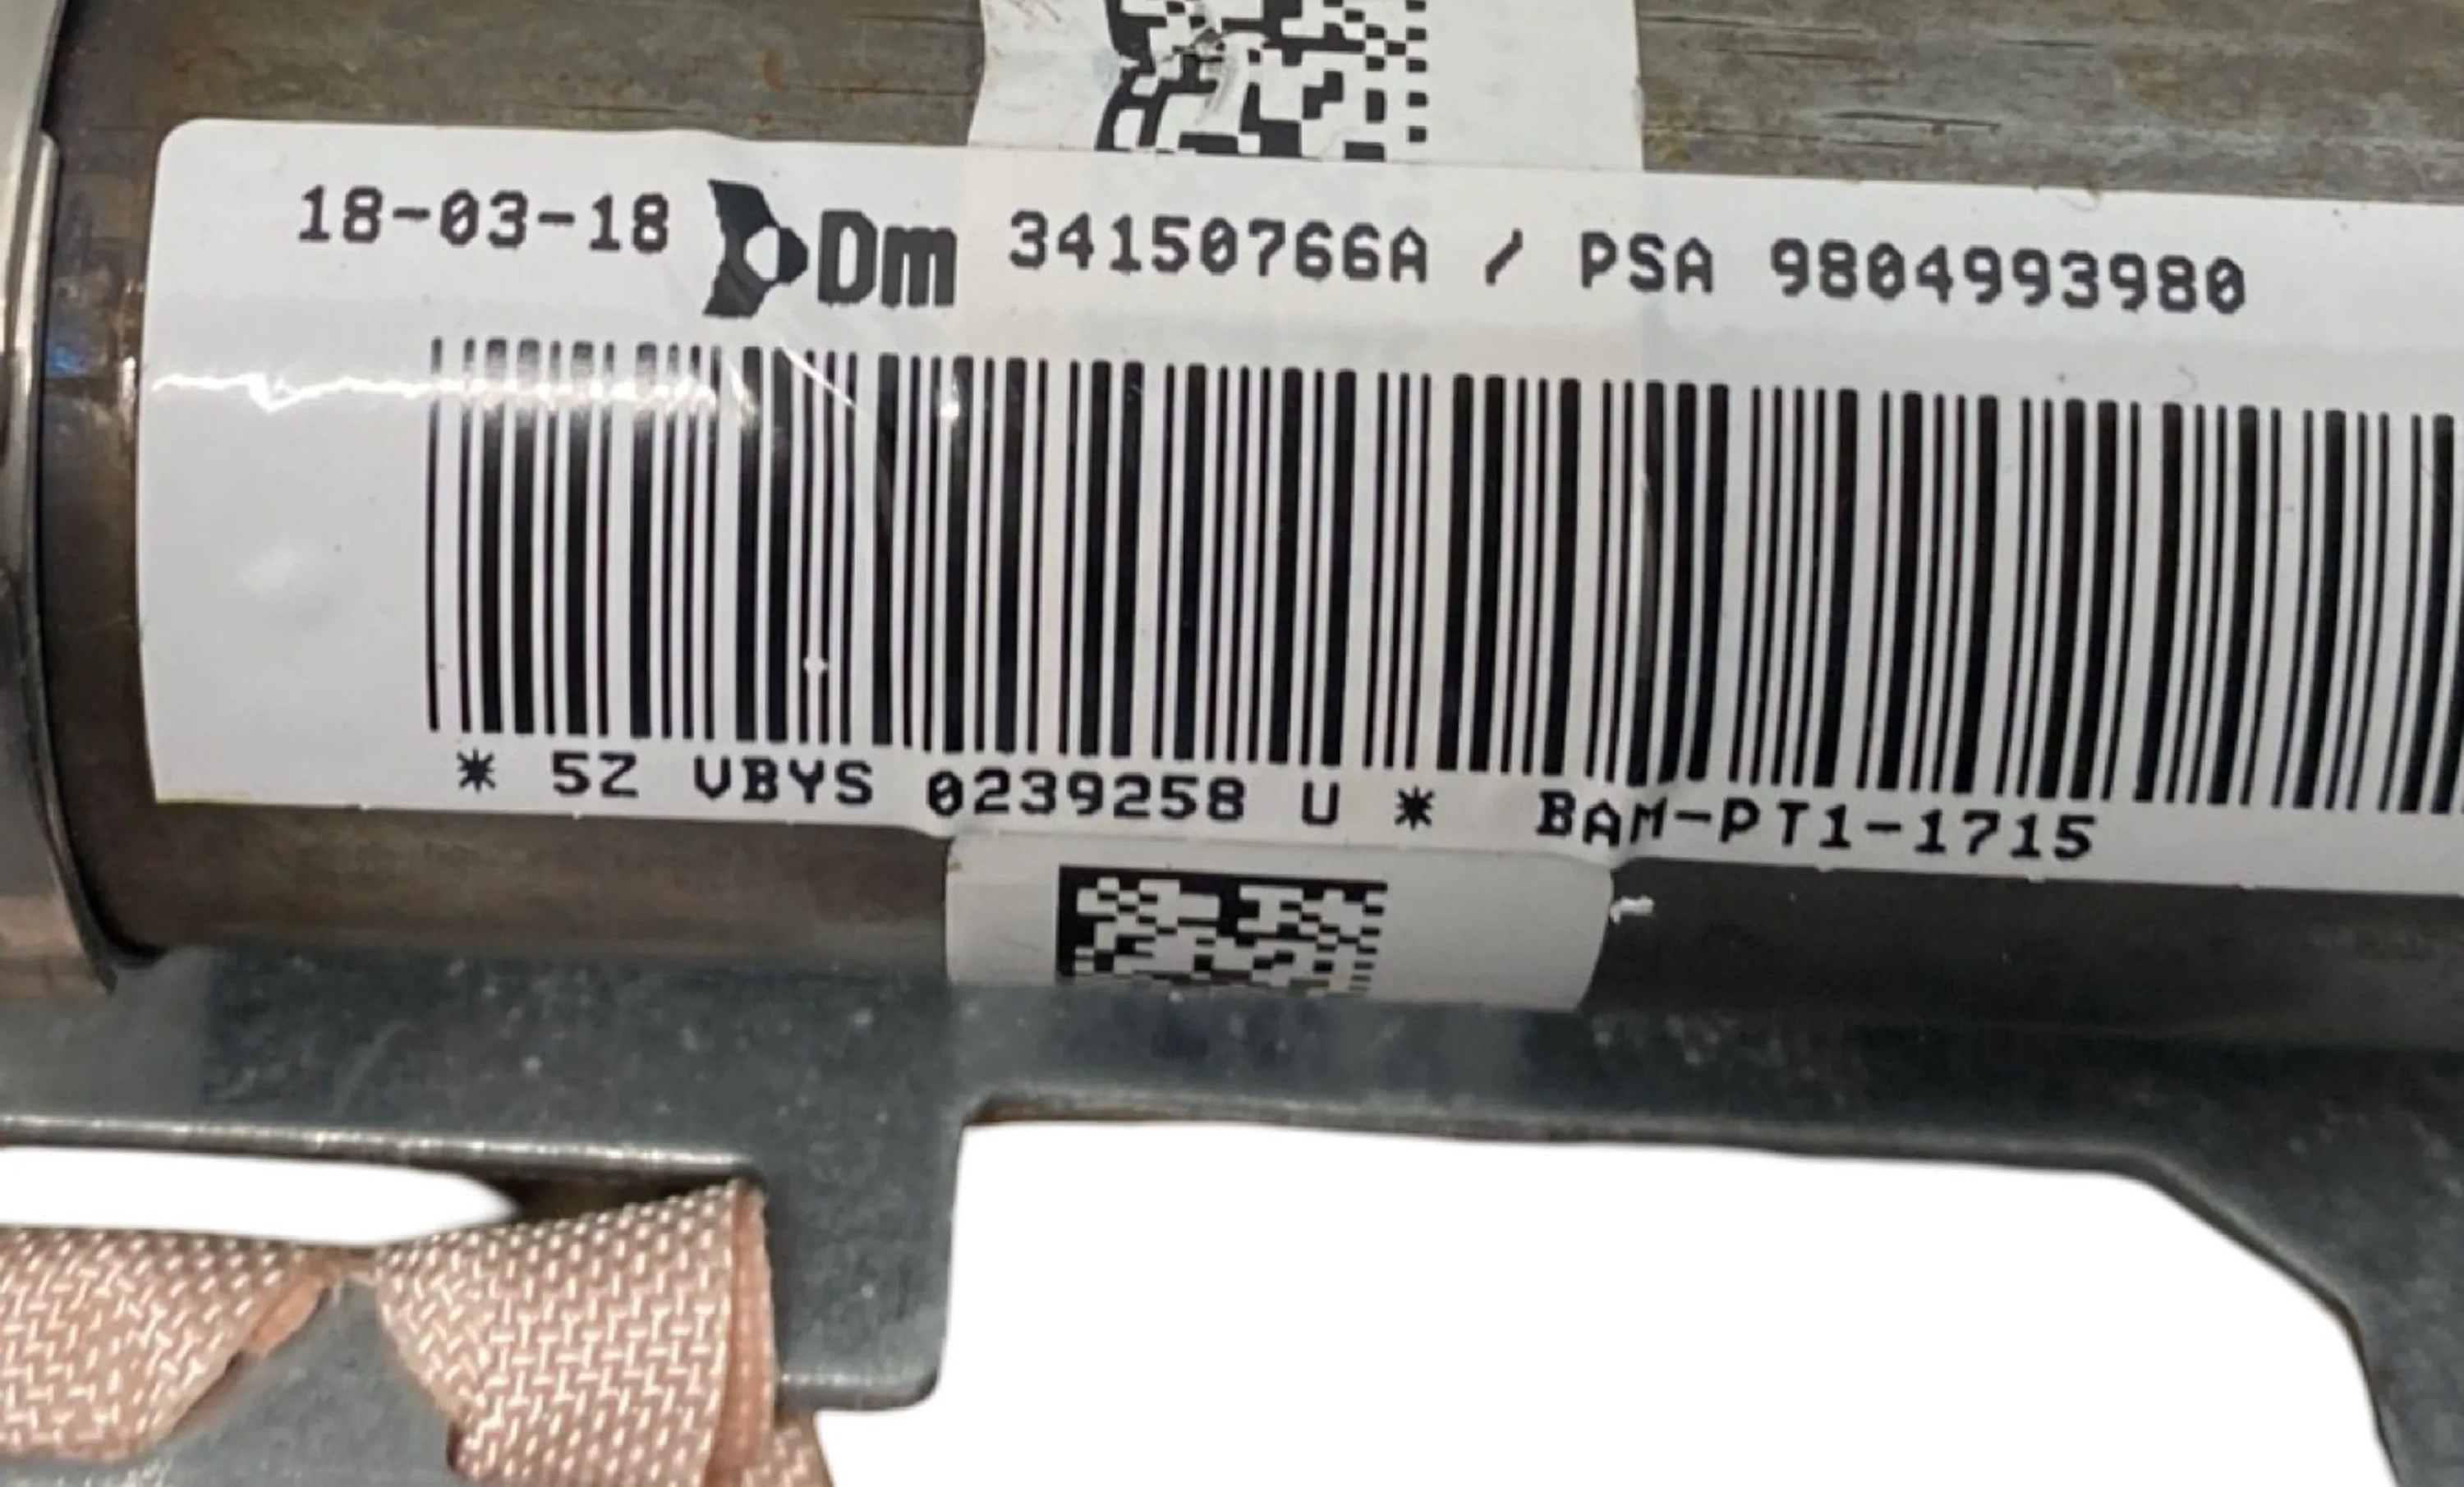 18-03-18 Dm 34150766A / PSA 9804993980
* 5Z VBYS 0239258 U * BAM-PT1-1715